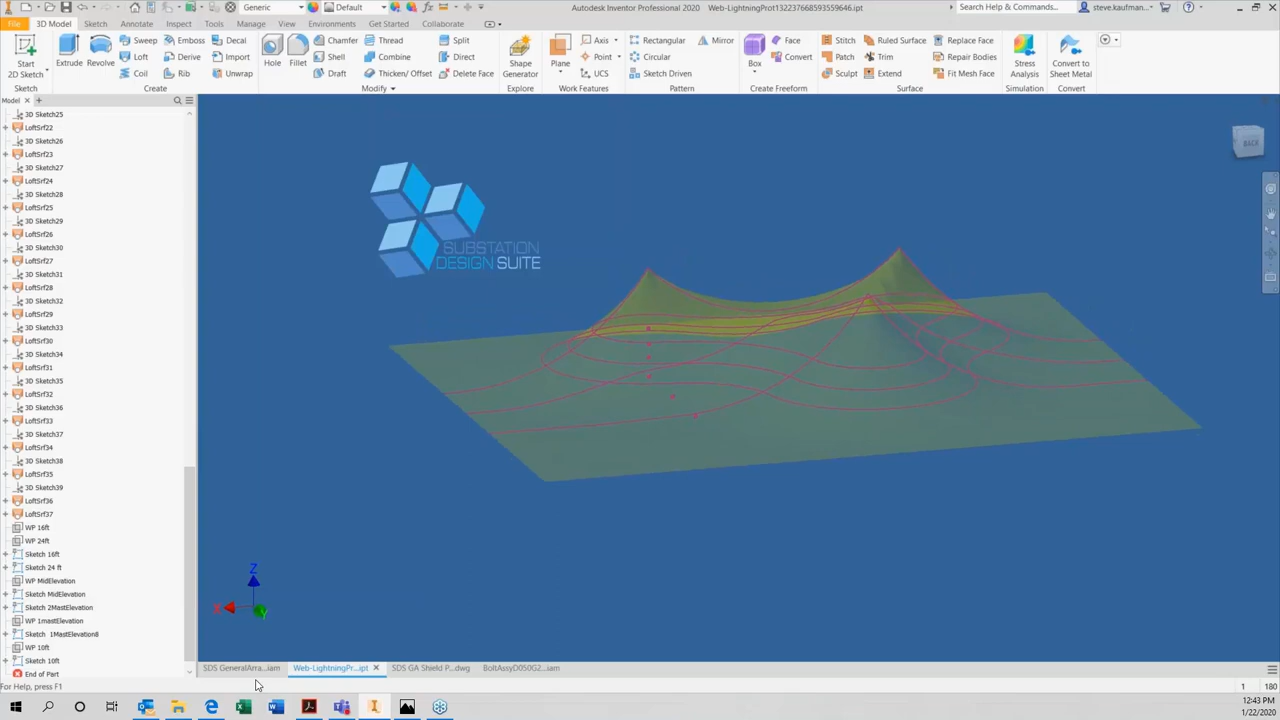 Generic
Default
Autodesk Inventor Professional 2020 Web-LightningProt132237668593559646.ipt
Search Help & Commands...
steve.kaufman...
File 3D Model Sketch Annotate Inspect Tools Manage View Environments Get Started Collaborate
Start
2D Sketch
Sketch
Extrude
Revolve
Sweep
Loft
Coil
Emboss
Derive
Rib
Decal
Import
Unwrap
Create
Hole
Fillet
Chamfer
Shell
Draft
Thread
Combine
Thicken/ Offset
Split
Direct
Delete Face
Modify
Shape
Generator
Explore
Plane
Axis
Point
UCS
Work Features
Rectangular
Circular
Sketch Driven
Mirror
Pattern
Box
Face
Convert
Create Freeform
Stitch
Patch
Sculpt
Ruled Surface
Trim
Extend
Replace Face
Repair Bodies
Fit Mesh Face
Surface
Stress
Analysis
Simulation
Convert to
Sheet Metal
Convert
Model
3D Sketch25
LoftSrf22
3D Sketch26
LoftSrf23
3D Sketch27
LoftSrf24
3D Sketch28
LoftSrf25
3D Sketch29
LoftSrf26
3D Sketch30
LoftSrf27
3D Sketch31
LoftSrf28
3D Sketch32
LoftSrf29
3D Sketch33
LoftSrf30
3D Sketch34
LoftSrf31
3D Sketch35
LoftSrf32
3D Sketch36
LoftSrf33
3D Sketch37
LoftSrf34
3D Sketch38
LoftSrf35
3D Sketch39
LoftSrf36
LoftSrf37
WP 16ft
WP 24ft
Sketch 16ft
Sketch 24 ft
WP MidElevation
Sketch MidElevation
Sketch 2MastElevation
WP 1mastElevation
Sketch 1MastElevation8
WP 10ft
Sketch 10ft
End of Part
SUBSTATION
DESIGN SUITE
BACK
Z
X
Y
SDS GeneralArra...iam
Web-LightningPr...ipt
SDS GA Shield P...dwg
BoltAssyD050G2...iam
For Help, press F1
1 180
12:43 PM
1/22/2020